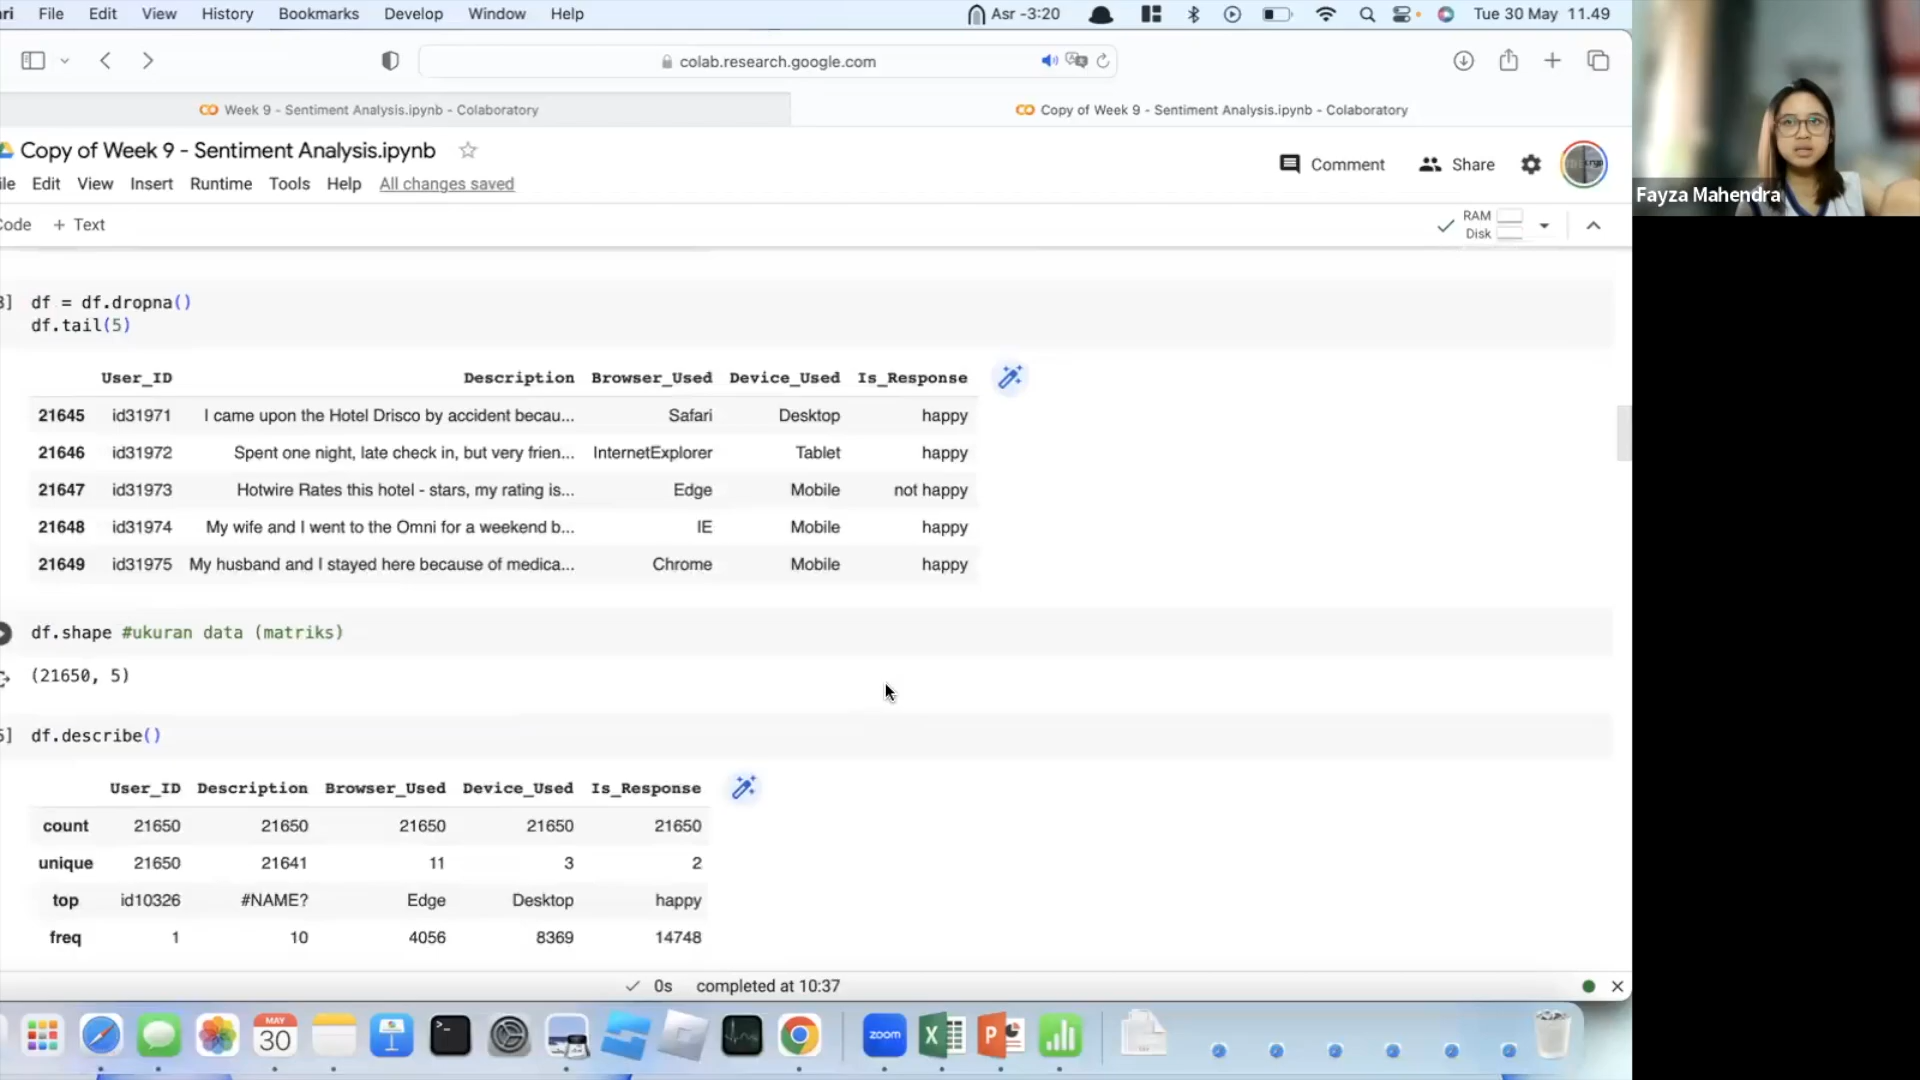 ri File Edit View History Bookmarks Develop Window Help Asr -3:20 Tue 30 May 11.49
colab.research.google.com
Week 9 - Sentiment Analysis.ipynb - Colaboratory Copy of Week 9 - Sentiment Analysis.ipynb - Colaboratory
Copy of Week 9 - Sentiment Analysis.ipynb
Comment Share
ile Edit View Insert Runtime Tools Help All changes saved
Fayza Mahendra
ode + Text RAM
Disk
3] df = df.dropna()
df.tail(5)
User_ID Description Browser_Used Device_Used Is_Response
21645 id31971 I came upon the Hotel Drisco by accident becau... Safari Desktop happy
21646 id31972 Spent one night, late check in, but very frien... InternetExplorer Tablet happy
21647 id31973 Hotwire Rates this hotel - stars, my rating is... Edge Mobile not happy
21648 id31974 My wife and I went to the Omni for a weekend b... IE Mobile happy
21649 id31975 My husband and I stayed here because of medica... Chrome Mobile happy
df.shape #ukuran data (matriks)
(21650, 5)
5] df.describe()
User_ID Description Browser_Used Device_Used Is_Response
count 21650 21650 21650 21650 21650
unique 21650 21641 11 3 2
top id10326 #NAME? Edge Desktop happy
freq 1 10 4056 8369 14748
0s completed at 10:37
MAY
30
zoom
X
P